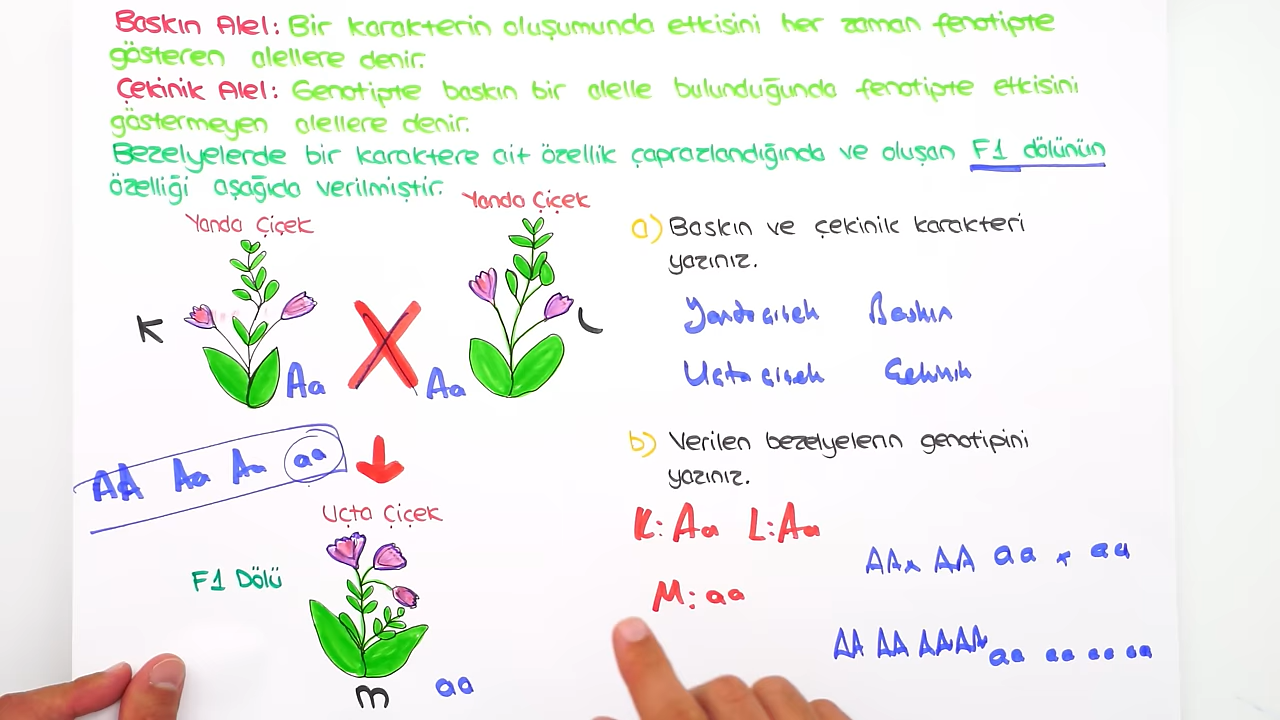 Baskın Alel: Bir karakterin oluşumunda etkisini her zaman fenotipte
gösteren alellere denir.
Çekinik Alel: Genotipte baskın bir alelle bulunduğunda fenotipte etkisini
göstermeyen alellere denir.
Bezelyelerde bir karaktere ait özellik çaprazlandığında ve oluşan F1 dölünün
özelliği aşağıda verilmiştir.
Yanda Çiçek
Yanda Çiçek
K
L
Aa
Aa
AA Aa Aa aa
Uçta Çiçek
F1 Dölü
M
aa
a) Baskın ve çekinik karakteri
yazınız.
Yanda çiçek Baskın
Uçta çiçek Çekinik
b) Verilen bezelyelerin genotipini
yazınız.
K: Aa L: Aa
M: aa
AA x AA aa x aa
AA AA AA AA aa aa aa aa